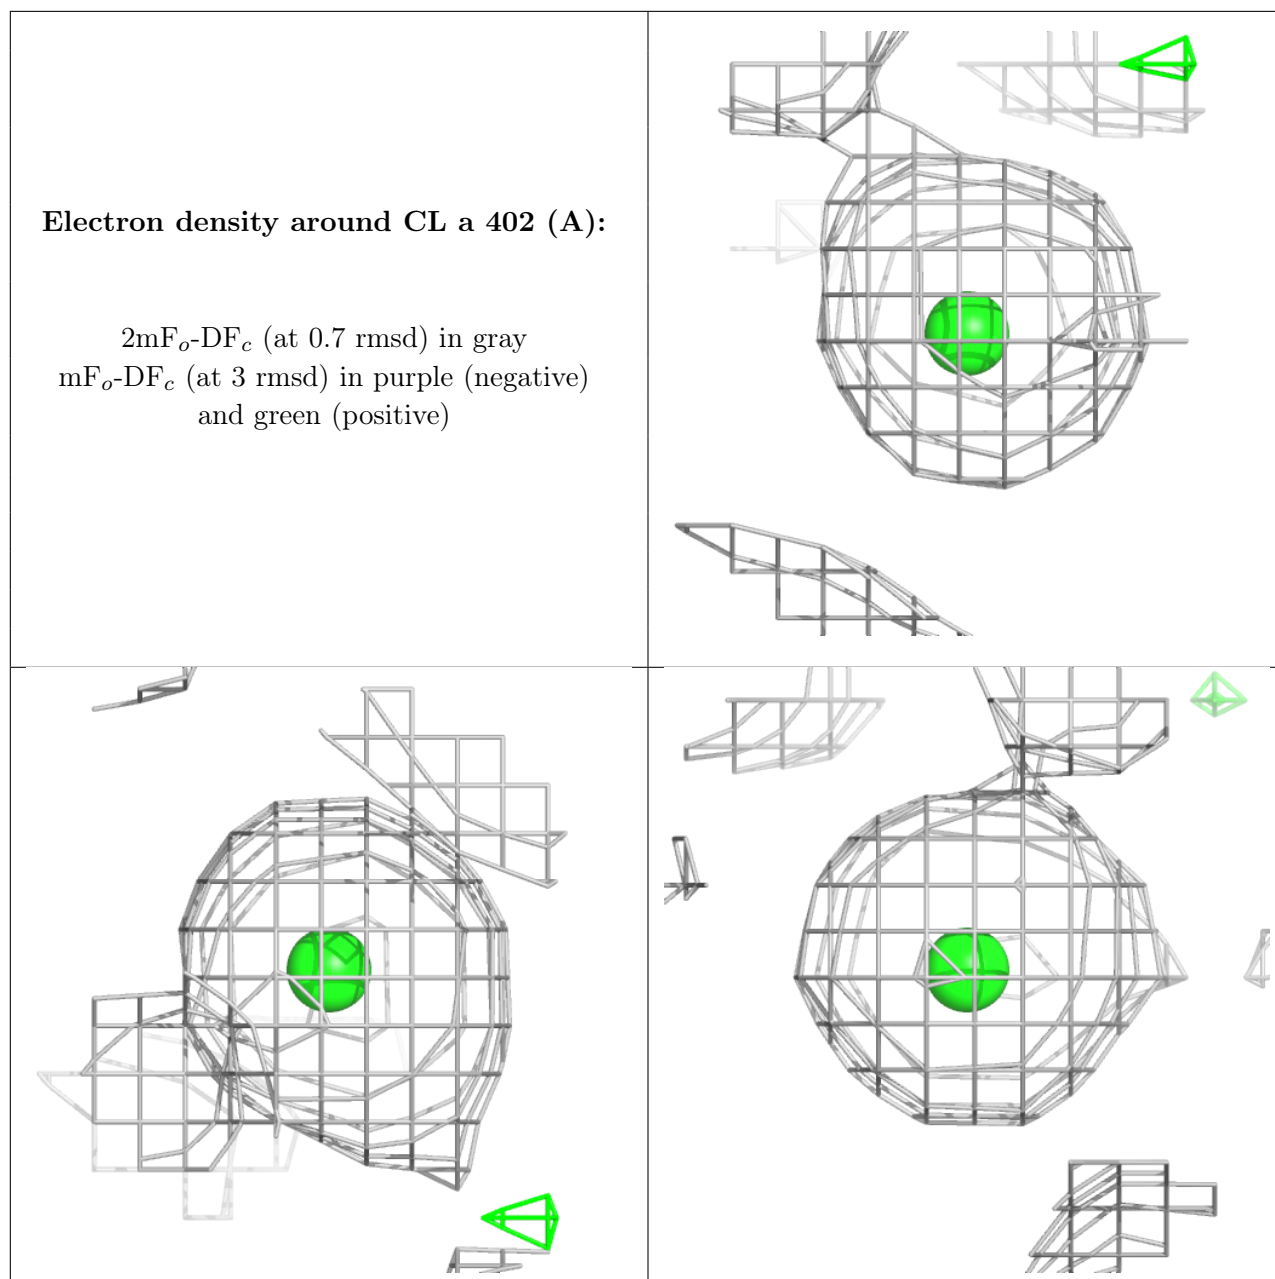 Electron density around CL a 402 (A):
2mFo-DFc (at 0.7 rmsd) in gray
mFo-DFc (at 3 rmsd) in purple (negative)
and green (positive)